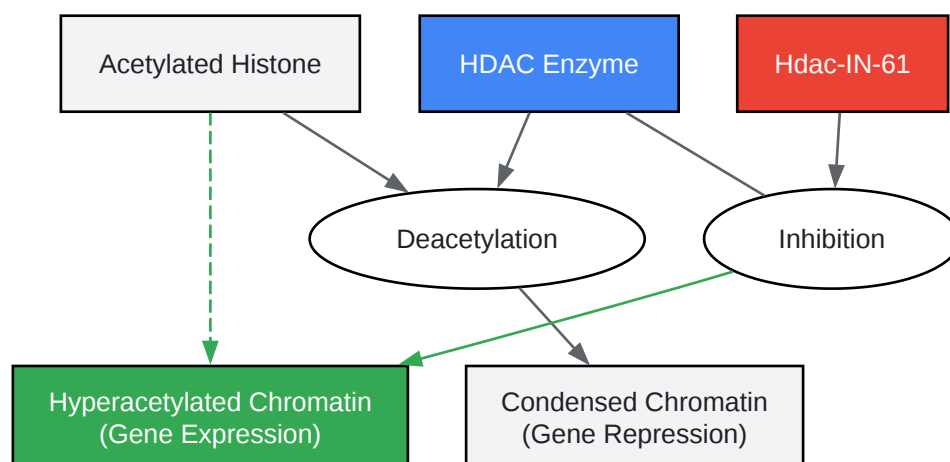 Acetylated Histone
HDAC Enzyme
Hdac-IN-61
Deacetylation
Inhibition
Hyperacetylated Chromatin
(Gene Expression)
Condensed Chromatin
(Gene Repression)